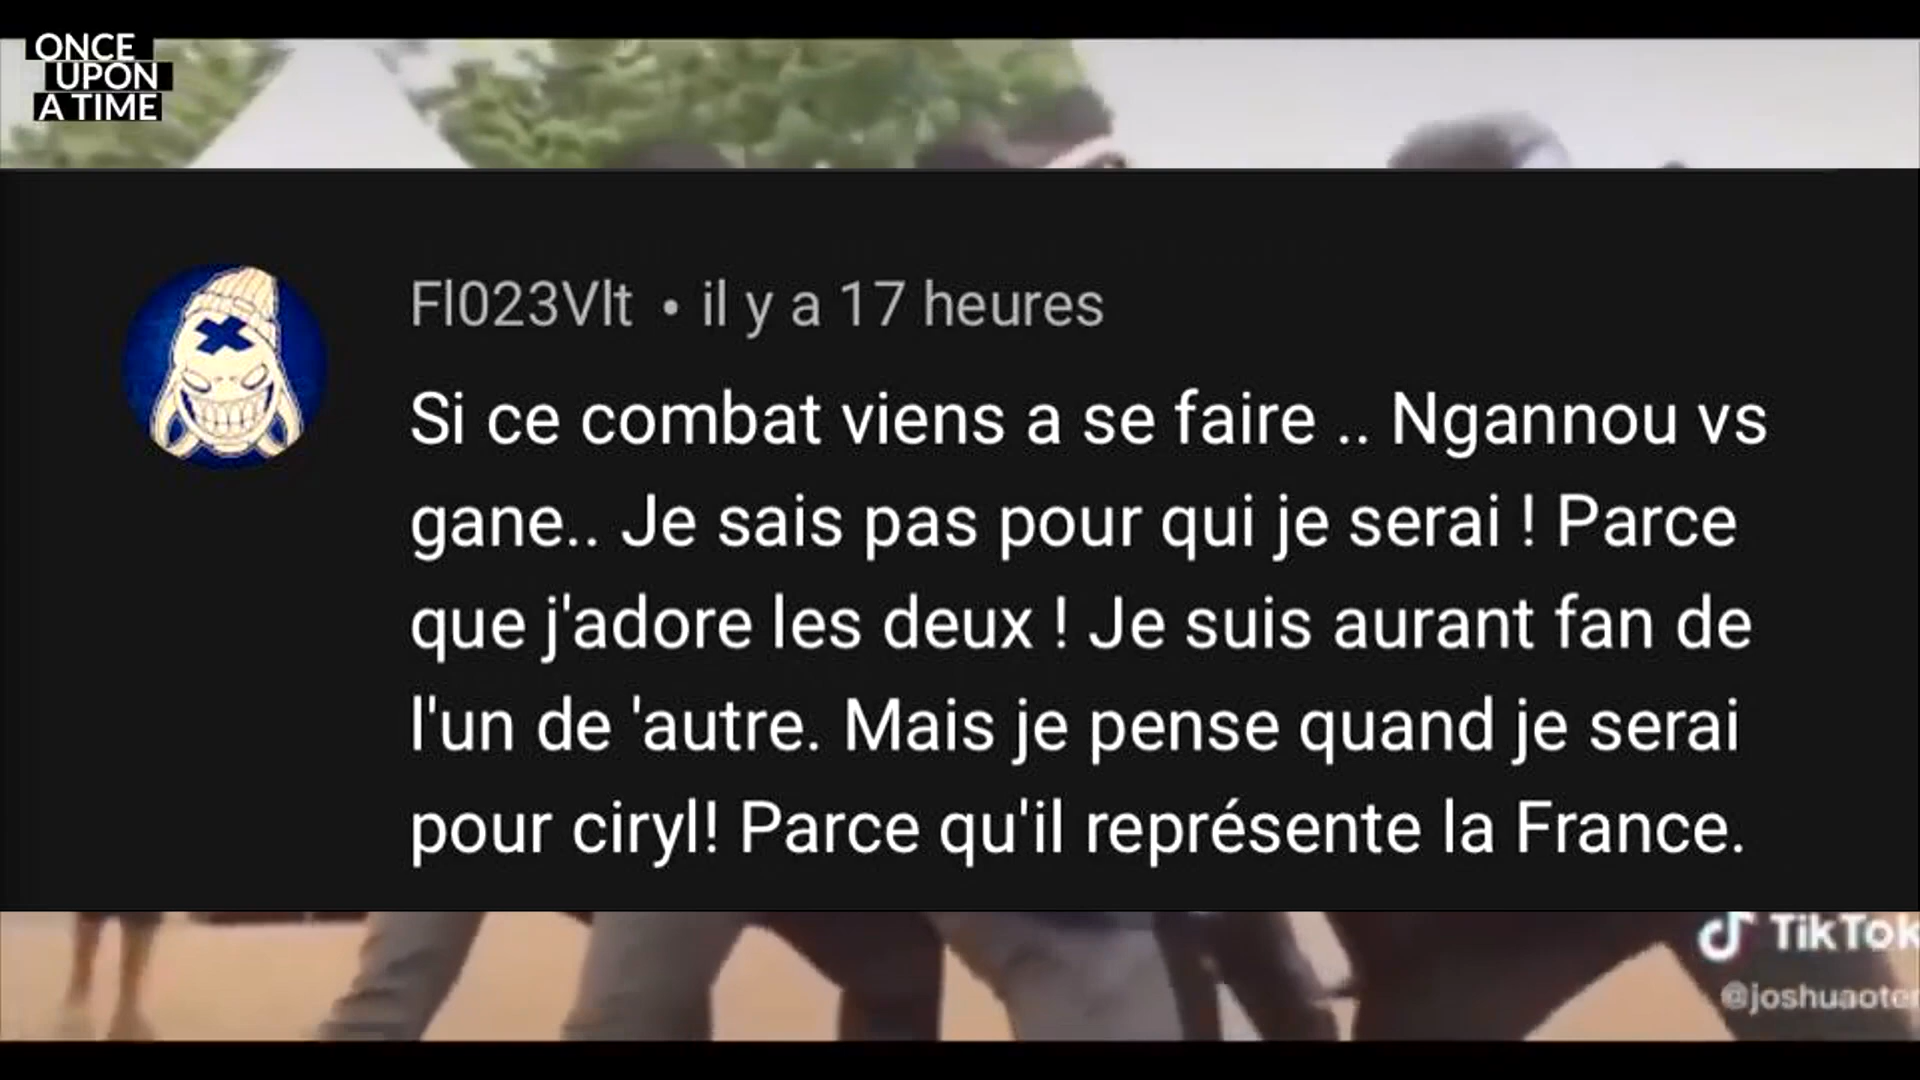 ONCE
UPON
A TIME
Fl023Vlt • il y a 17 heures
Si ce combat viens a se faire .. Ngannou vs
gane.. Je sais pas pour qui je serai ! Parce
que j'adore les deux ! Je suis aurant fan de
l'un de 'autre. Mais je pense quand je serai
pour ciryl! Parce qu'il représente la France.
TikTok
@joshuaoter